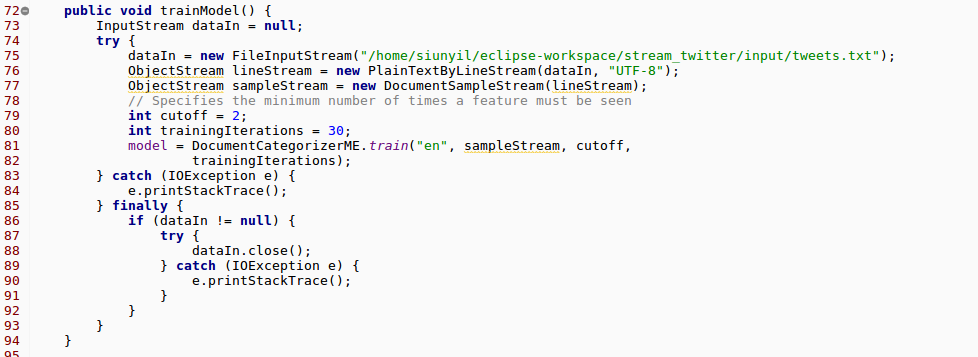 72 public void trainModel() {
73 InputStream dataIn = null;
74 try {
75 dataIn = new FileInputStream("/home/siunyil/eclipse-workspace/stream_twitter/input/tweets.txt");
76 ObjectStream lineStream = new PlainTextByLineStream(dataIn, "UTF-8");
77 ObjectStream sampleStream = new DocumentSampleStream(lineStream);
78 // Specifies the minimum number of times a feature must be seen
79 int cutoff = 2;
80 int trainingIterations = 30;
81 model = DocumentCategorizerME.train("en", sampleStream, cutoff,
82 trainingIterations);
83 } catch (IOException e) {
84 e.printStackTrace();
85 } finally {
86 if (dataIn != null) {
87 try {
88 dataIn.close();
89 } catch (IOException e) {
90 e.printStackTrace();
91 }
92 }
93 }
94 }
95